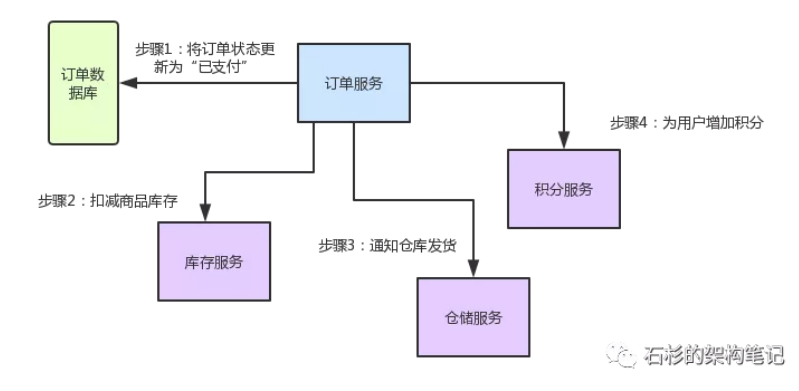 步骤1：将订单状态更
新为“已支付”
订单数
据库
订单服务
步骤4：为用户增加积分
积分服务
步骤2：扣减商品库存
库存服务
步骤3：通知仓库发货
仓储服务
石杉的架构笔记